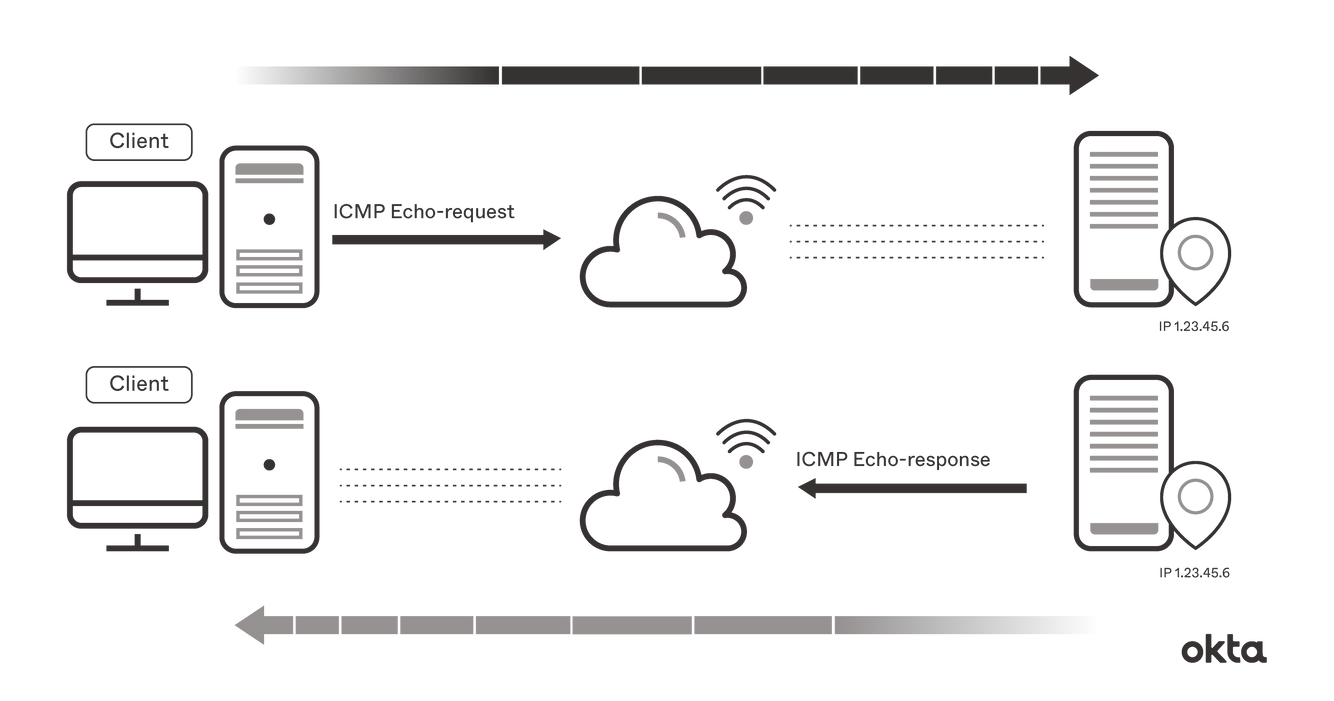 Client
ICMP Echo-request
IP 1.23.45.6
Client
ICMP Echo-response
IP 1.23.45.6
okta